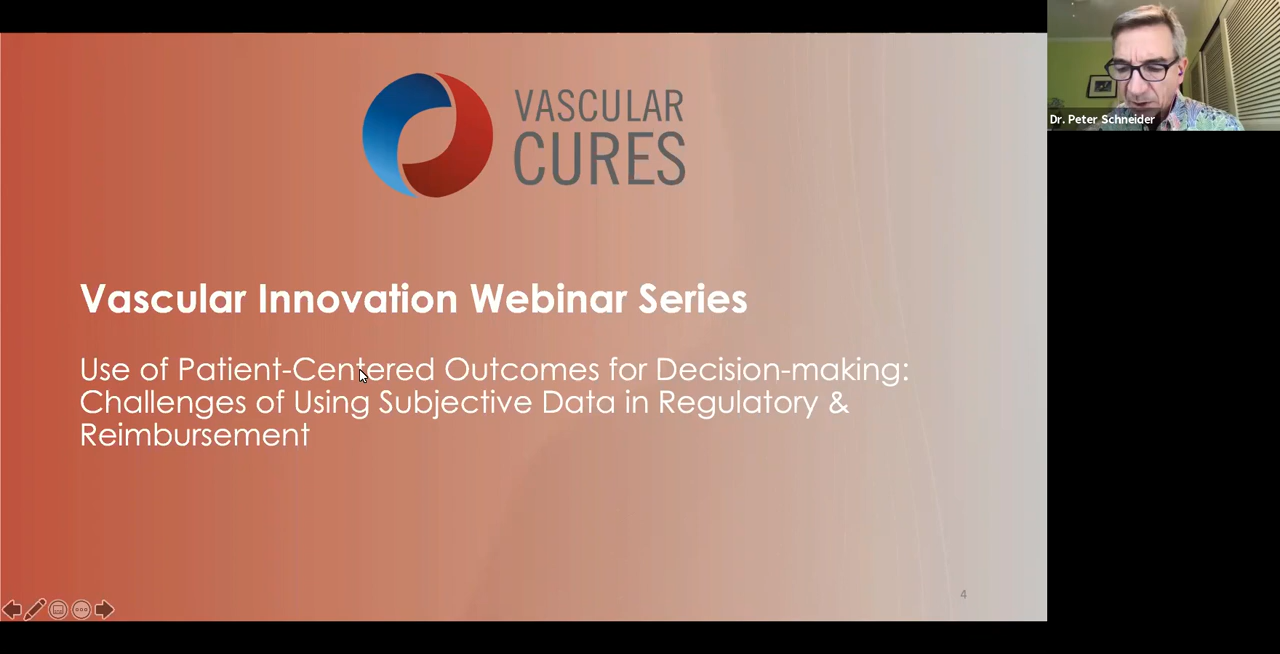 VASCULAR
CURES
Dr. Peter Schneider
Vascular Innovation Webinar Series
Use of Patient-Centered Outcomes for Decision-making:
Challenges of Using Subjective Data in Regulatory &
Reimbursement
4